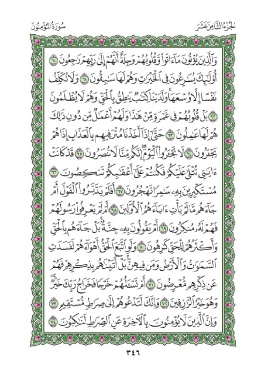 الجزء الثامن عشر
سورة المؤمنون
وَٱلَّذِينَ يُؤْتُونَ مَآ ءَاتَوا۟ وَّقُلُوبُهُمْ وَجِلَةٌ أَنَّهُمْ إِلَىٰ رَبِّهِمْ رَٰجِعُونَ ٦٠
أُو۟لَٰٓئِكَ يُسَٰرِعُونَ فِى ٱلْخَيْرَٰتِ وَهُمْ لَهَا سَٰبِقُونَ ٦١ وَلَا نُكَلِّفُ
نَفْسًا إِلَّا وُسْعَهَا وَلَدَيْنَا كِتَٰبٌ يَنطِقُ بِٱلْحَقِّ وَهُمْ لَا يُظْلَمُونَ
٦٢ بَلْ قُلُوبُهُمْ فِى غَمْرَةٍ مِّنْ هَٰذَا وَلَهُمْ أَعْمَٰلٌ مِّن دُونِ ذَٰلِكَ
هُمْ لَهَا عَٰمِلُونَ ٦٣ حَتَّىٰٓ إِذَآ أَخَذْنَا مُتْرَفِيهِم بِٱلْعَذَابِ إِذَا هُمْ
يَجْـَٔرُونَ ٦٤ لَا تَجْـَٔرُوا۟ ٱلْيَوْمَ إِنَّكُم مِّنَّا لَا تُنصَرُونَ ٦٥ قَدْ كَانَتْ
ءَايَٰتِى تُتْلَىٰ عَلَيْكُمْ فَكُنتُمْ عَلَىٰٓ أَعْقَٰبِكُمْ تَنكِصُونَ ٦٦
مُسْتَكْبِرِينَ بِهِۦ سَٰمِرًا تَهْجُرُونَ ٦٧ أَفَلَمْ يَدَّبَّرُوا۟ ٱلْقَوْلَ أَمْ
جَآءَهُم مَّا لَمْ يَأْتِ ءَابَآءَهُمُ ٱلْأَوَّلِينَ ٦٨ أَمْ لَمْ يَعْرِفُوا۟ رَسُولَهُمْ
فَهُمْ لَهُۥ مُنكِرُونَ ٦٩ أَمْ يَقُولُونَ بِهِۦ جِنَّةٌۢ بَلْ جَآءَهُم بِٱلْحَقِّ
وَأَكْثَرُهُمْ لِلْحَقِّ كَٰرِهُونَ ٧٠ وَلَوِ ٱتَّبَعَ ٱلْحَقُّ أَهْوَآءَهُمْ لَفَسَدَتِ
ٱلسَّمَٰوَٰتُ وَٱلْأَرْضُ وَمَن فِيهِنَّ بَلْ أَتَيْنَٰهُم بِذِكْرِهِمْ فَهُمْ
عَن ذِكْرِهِم مُّعْرِضُونَ ٧١ أَمْ تَسْـَٔلُهُمْ خَرْجًا فَخَرَاجُ رَبِّكَ خَيْرٌ
وَهُوَ خَيْرُ ٱلرَّٰزِقِينَ ٧٢ وَإِنَّكَ لَتَدْعُوهُمْ إِلَىٰ صِرَٰطٍ مُّسْتَقِيمٍ ٧٣
وَإِنَّ ٱلَّذِينَ لَا يُؤْمِنُونَ بِٱلْءَاخِرَةِ عَنِ ٱلصِّرَٰطِ لَنَٰكِبُونَ ٧٤
٣٤٦